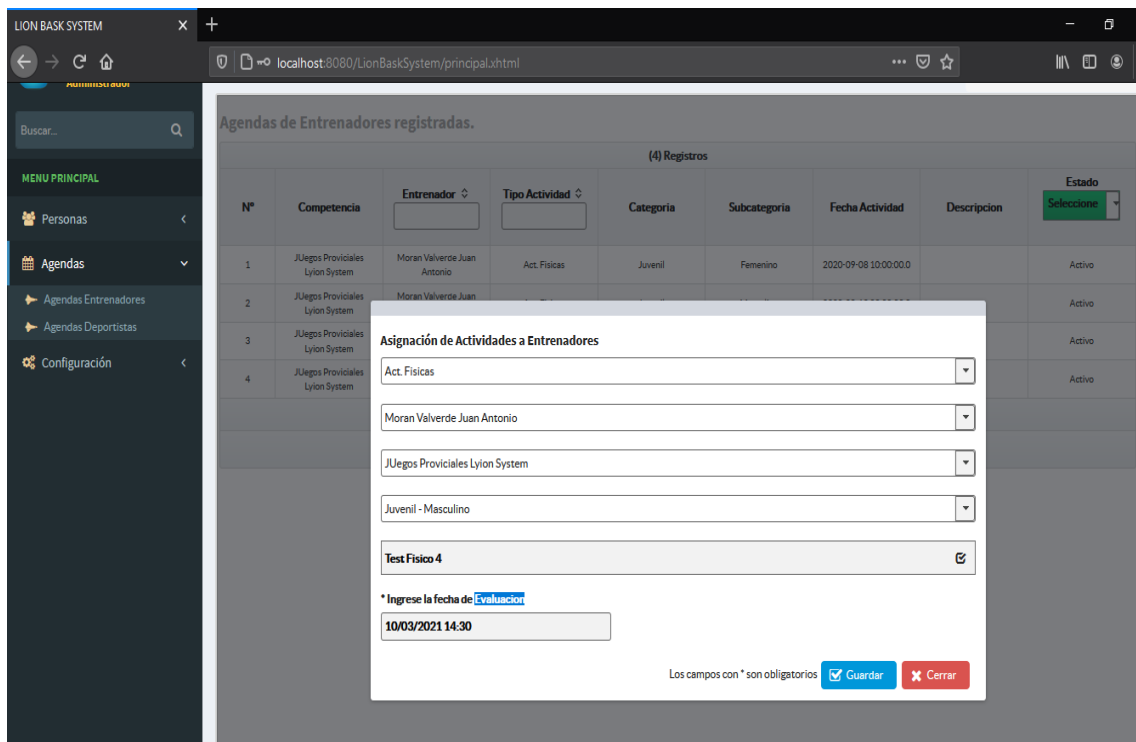 LION BASK SYSTEM
localhost:8080/LionBaskSystem/principal.xhtml
Administrador
Buscar...
MENU PRINCIPAL
Personas
Agendas
Agendas Entrenadores
Agendas Deportistas
Configuración
Agendas de Entrenadores registradas.
(4) Registros
N° Competencia Entrenador Tipo Actividad Categoria Subcategoria Fecha Actividad Descripcion Estado
Seleccione
1 JUegos Proviciales Lyion System Moran Valverde Juan Antonio Act. Fisicas Juvenil Femenino 2020-09-08 10:00:00.0 Activo
2 JUegos Proviciales Lyion System Moran Valverde Juan Activo
3 JUegos Proviciales Lyion System Activo
4 JUegos Proviciales Lyion System Activo
Asignación de Actividades a Entrenadores
Act. Fisicas
Moran Valverde Juan Antonio
JUegos Proviciales Lyion System
Juvenil - Masculino
Test Fisico 4
* Ingrese la fecha de Evaluacion
10/03/2021 14:30
Los campos con * son obligatorios Guardar Cerrar